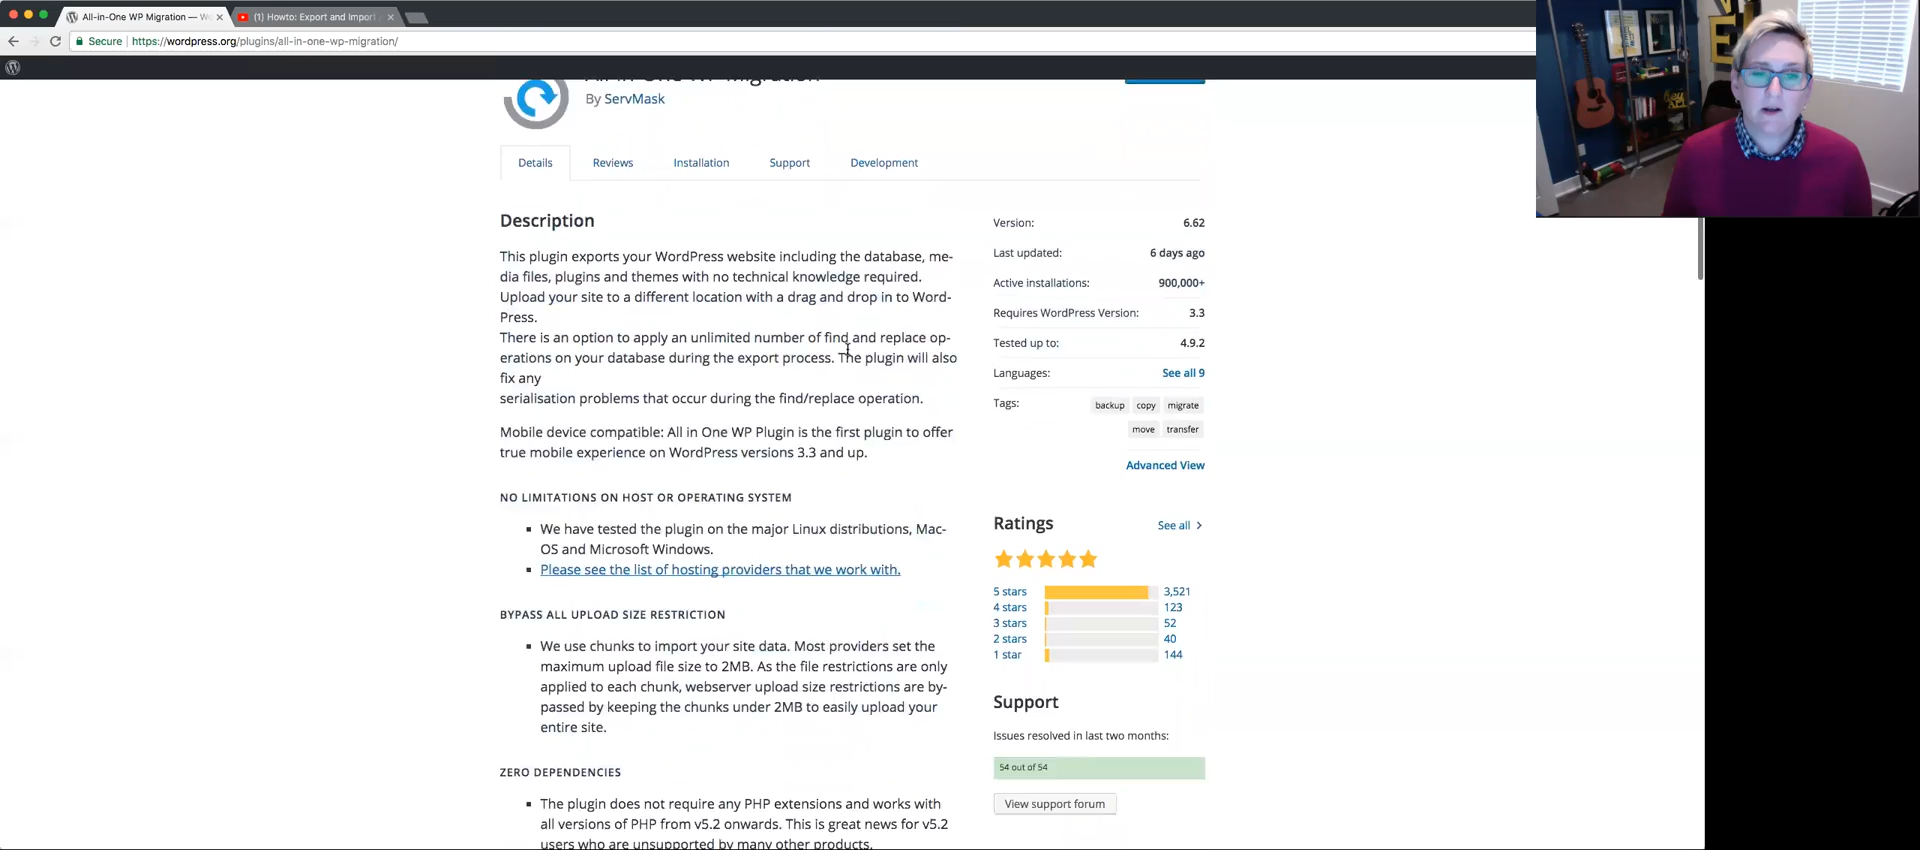 All-in-One WP Migration — W
(1) Howto: Export and Import
Secure https://wordpress.org/plugins/all-in-one-wp-migration/
All-in-One WP Migration
By ServMask
Details Reviews Installation Support Development
Description
This plugin exports your WordPress website including the database, me-
dia files, plugins and themes with no technical knowledge required.
Upload your site to a different location with a drag and drop in to Word-
Press.
There is an option to apply an unlimited number of find and replace op-
erations on your database during the export process. The plugin will also
fix any
serialisation problems that occur during the find/replace operation.
Mobile device compatible: All in One WP Plugin is the first plugin to offer
true mobile experience on WordPress versions 3.3 and up.
NO LIMITATIONS ON HOST OR OPERATING SYSTEM
We have tested the plugin on the major Linux distributions, Mac-
OS and Microsoft Windows.
Please see the list of hosting providers that we work with.
BYPASS ALL UPLOAD SIZE RESTRICTION
We use chunks to import your site data. Most providers set the
maximum upload file size to 2MB. As the file restrictions are only
applied to each chunk, webserver upload size restrictions are by-
passed by keeping the chunks under 2MB to easily upload your
entire site.
ZERO DEPENDENCIES
The plugin does not require any PHP extensions and works with
all versions of PHP from v5.2 onwards. This is great news for v5.2
users who are unsupported by many other products.
Version: 6.62
Last updated: 6 days ago
Active installations: 900,000+
Requires WordPress Version: 3.3
Tested up to: 4.9.2
Languages: See all 9
Tags: backup copy migrate
move transfer
Advanced View
Ratings See all
5 stars 3,521
4 stars 123
3 stars 52
2 stars 40
1 star 144
Support
Issues resolved in last two months:
54 out of 54
View support forum